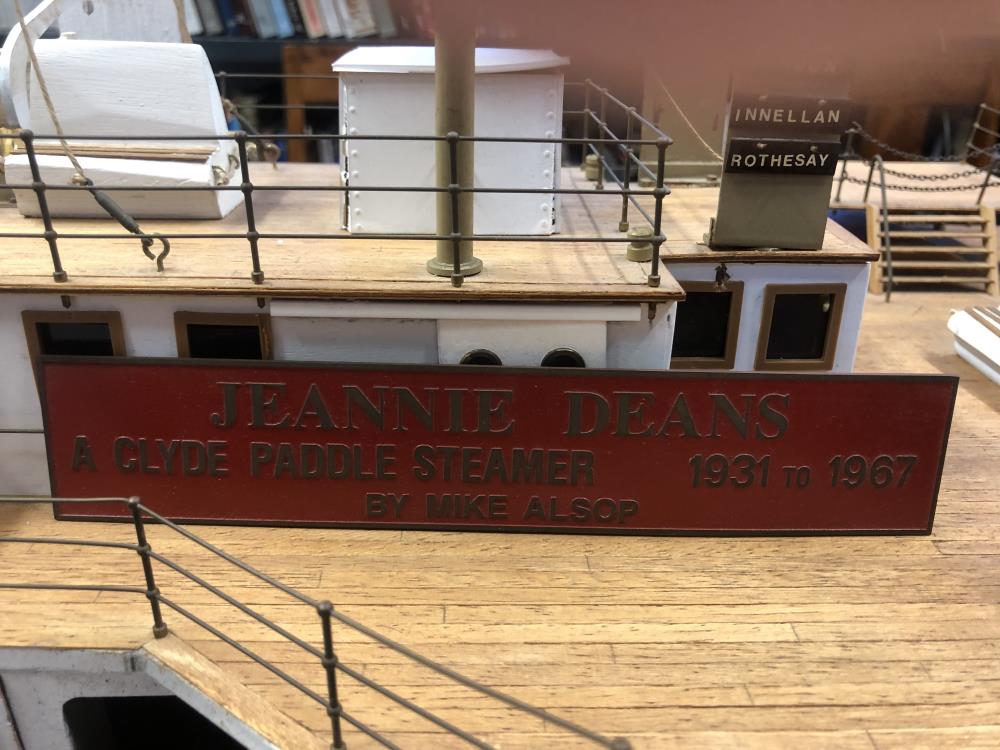 INNELLAN
ROTHESAY
JEANNIE DEANS
A CLYDE PADDLE STEAMER 1931 TO 1967
BY MIKE ALSOP